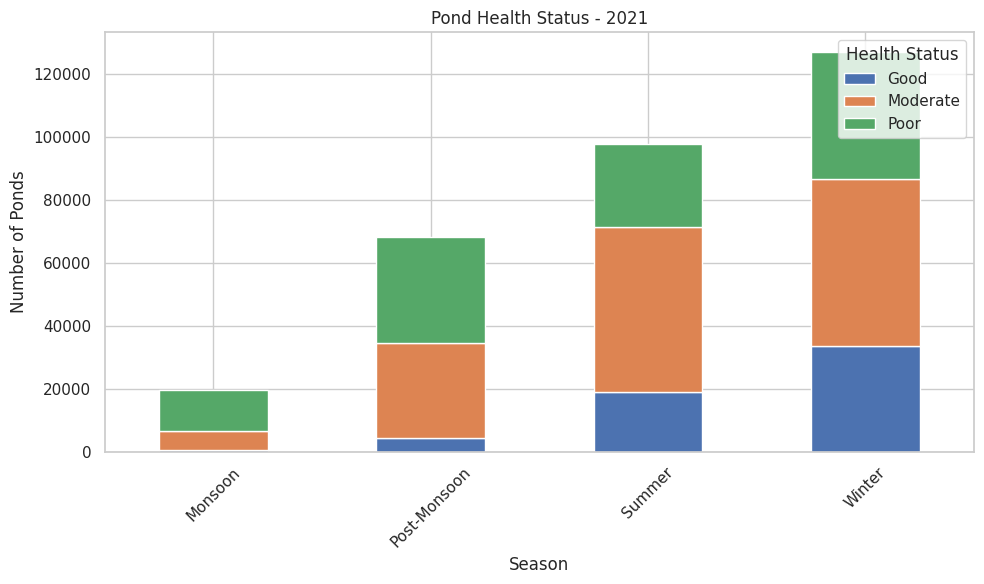 Pond Health Status - 2021
Health Status
Good
Moderate
Poor
Number of Ponds
120000
100000
80000
60000
40000
20000
0
Monsoon
Post-Monsoon
Summer
Winter
Season